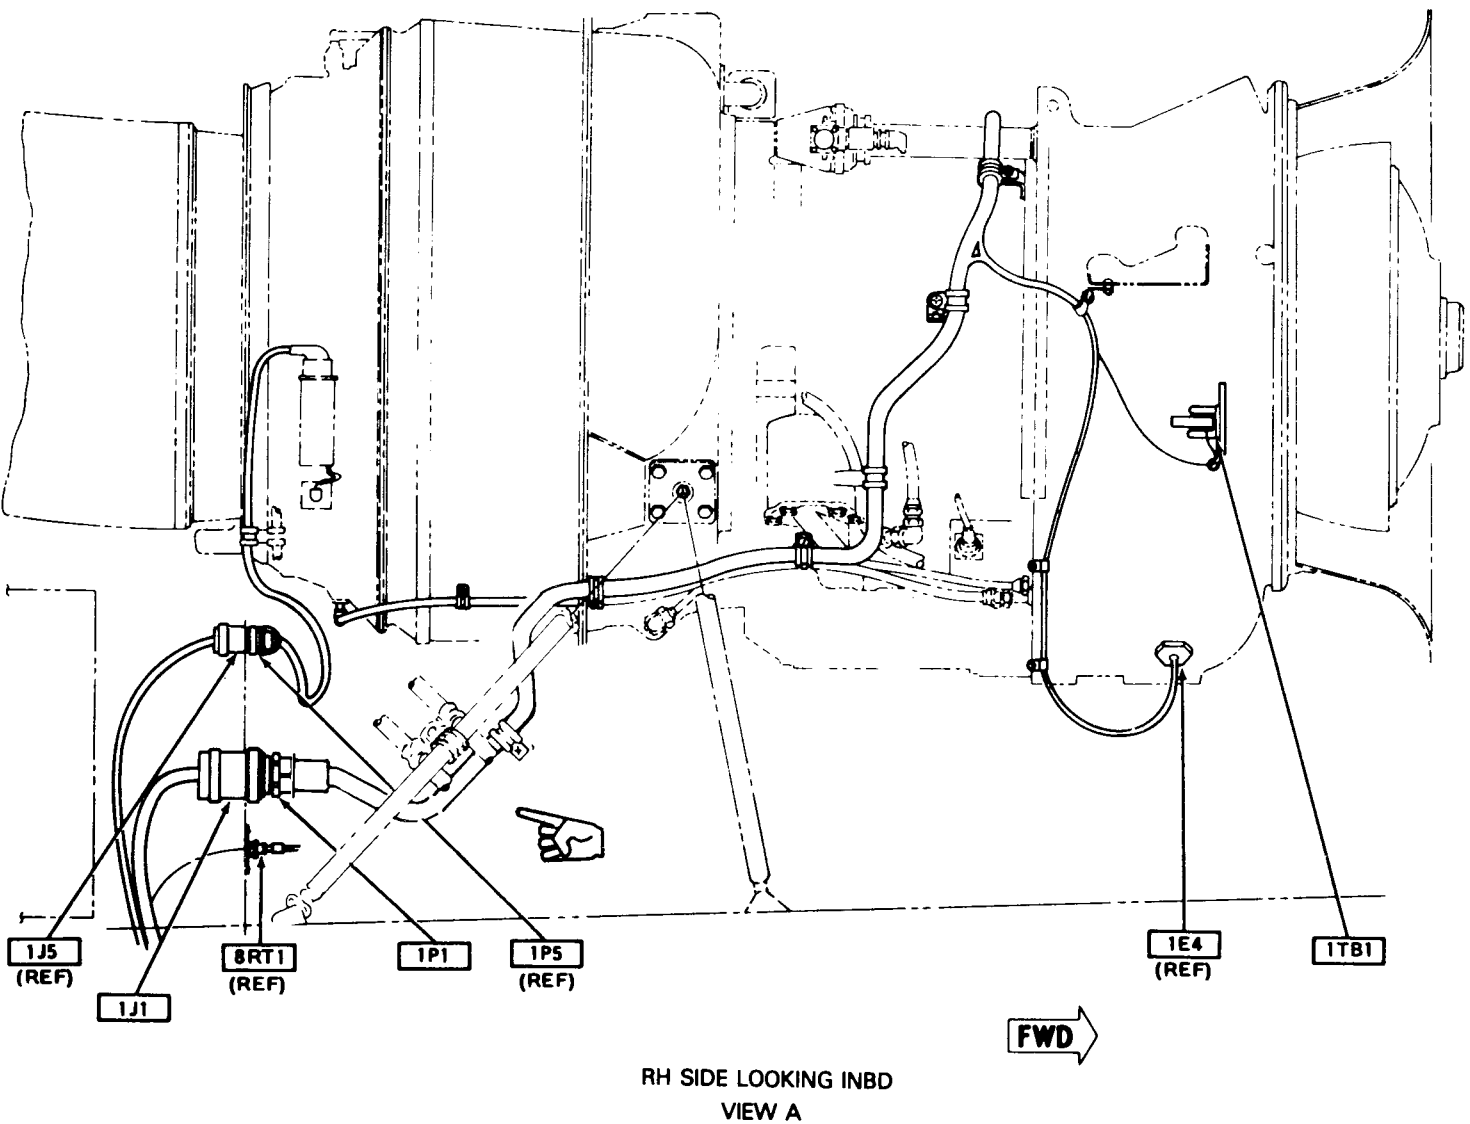 1J5
(REF)
8RT1
(REF)
1P1
1P5
(REF)
1E4
(REF)
1TB1
1J1
FWD
RH SIDE LOOKING INBD
VIEW A